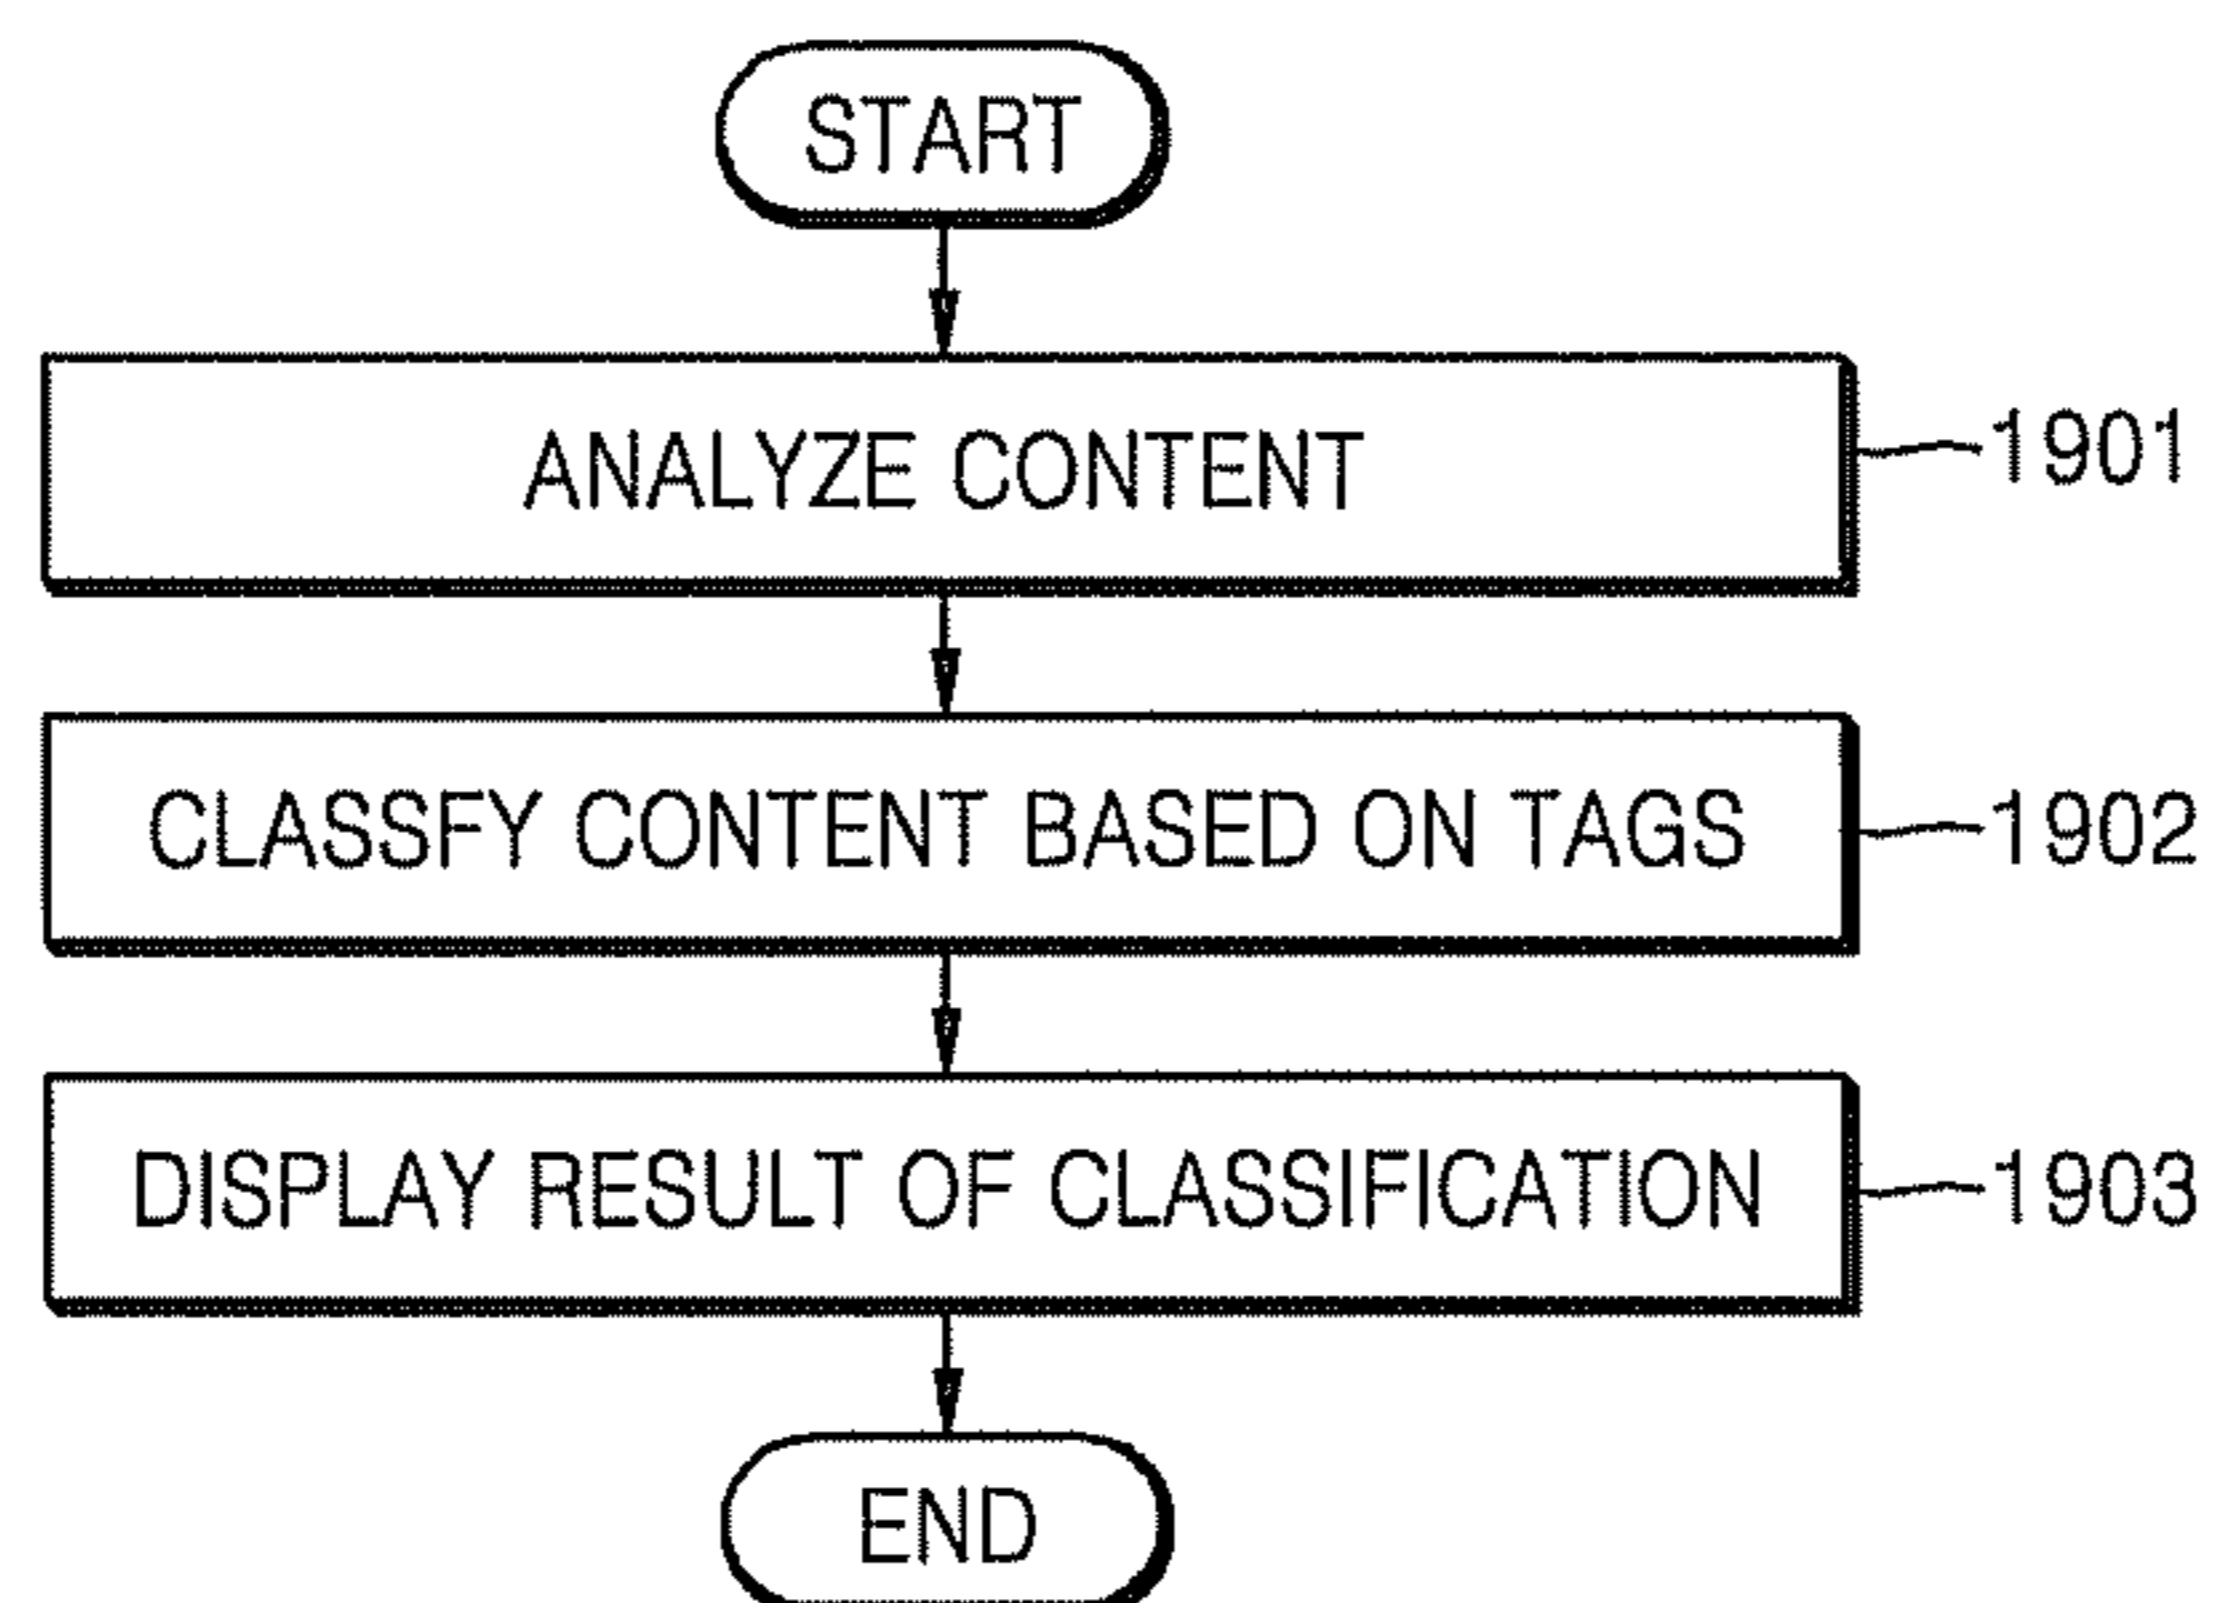 START
ANALYZE CONTENT
1901
CLASSFY CONTENT BASED ON TAGS
1902
DISPLAY RESULT OF CLASSIFICATION
1903
END